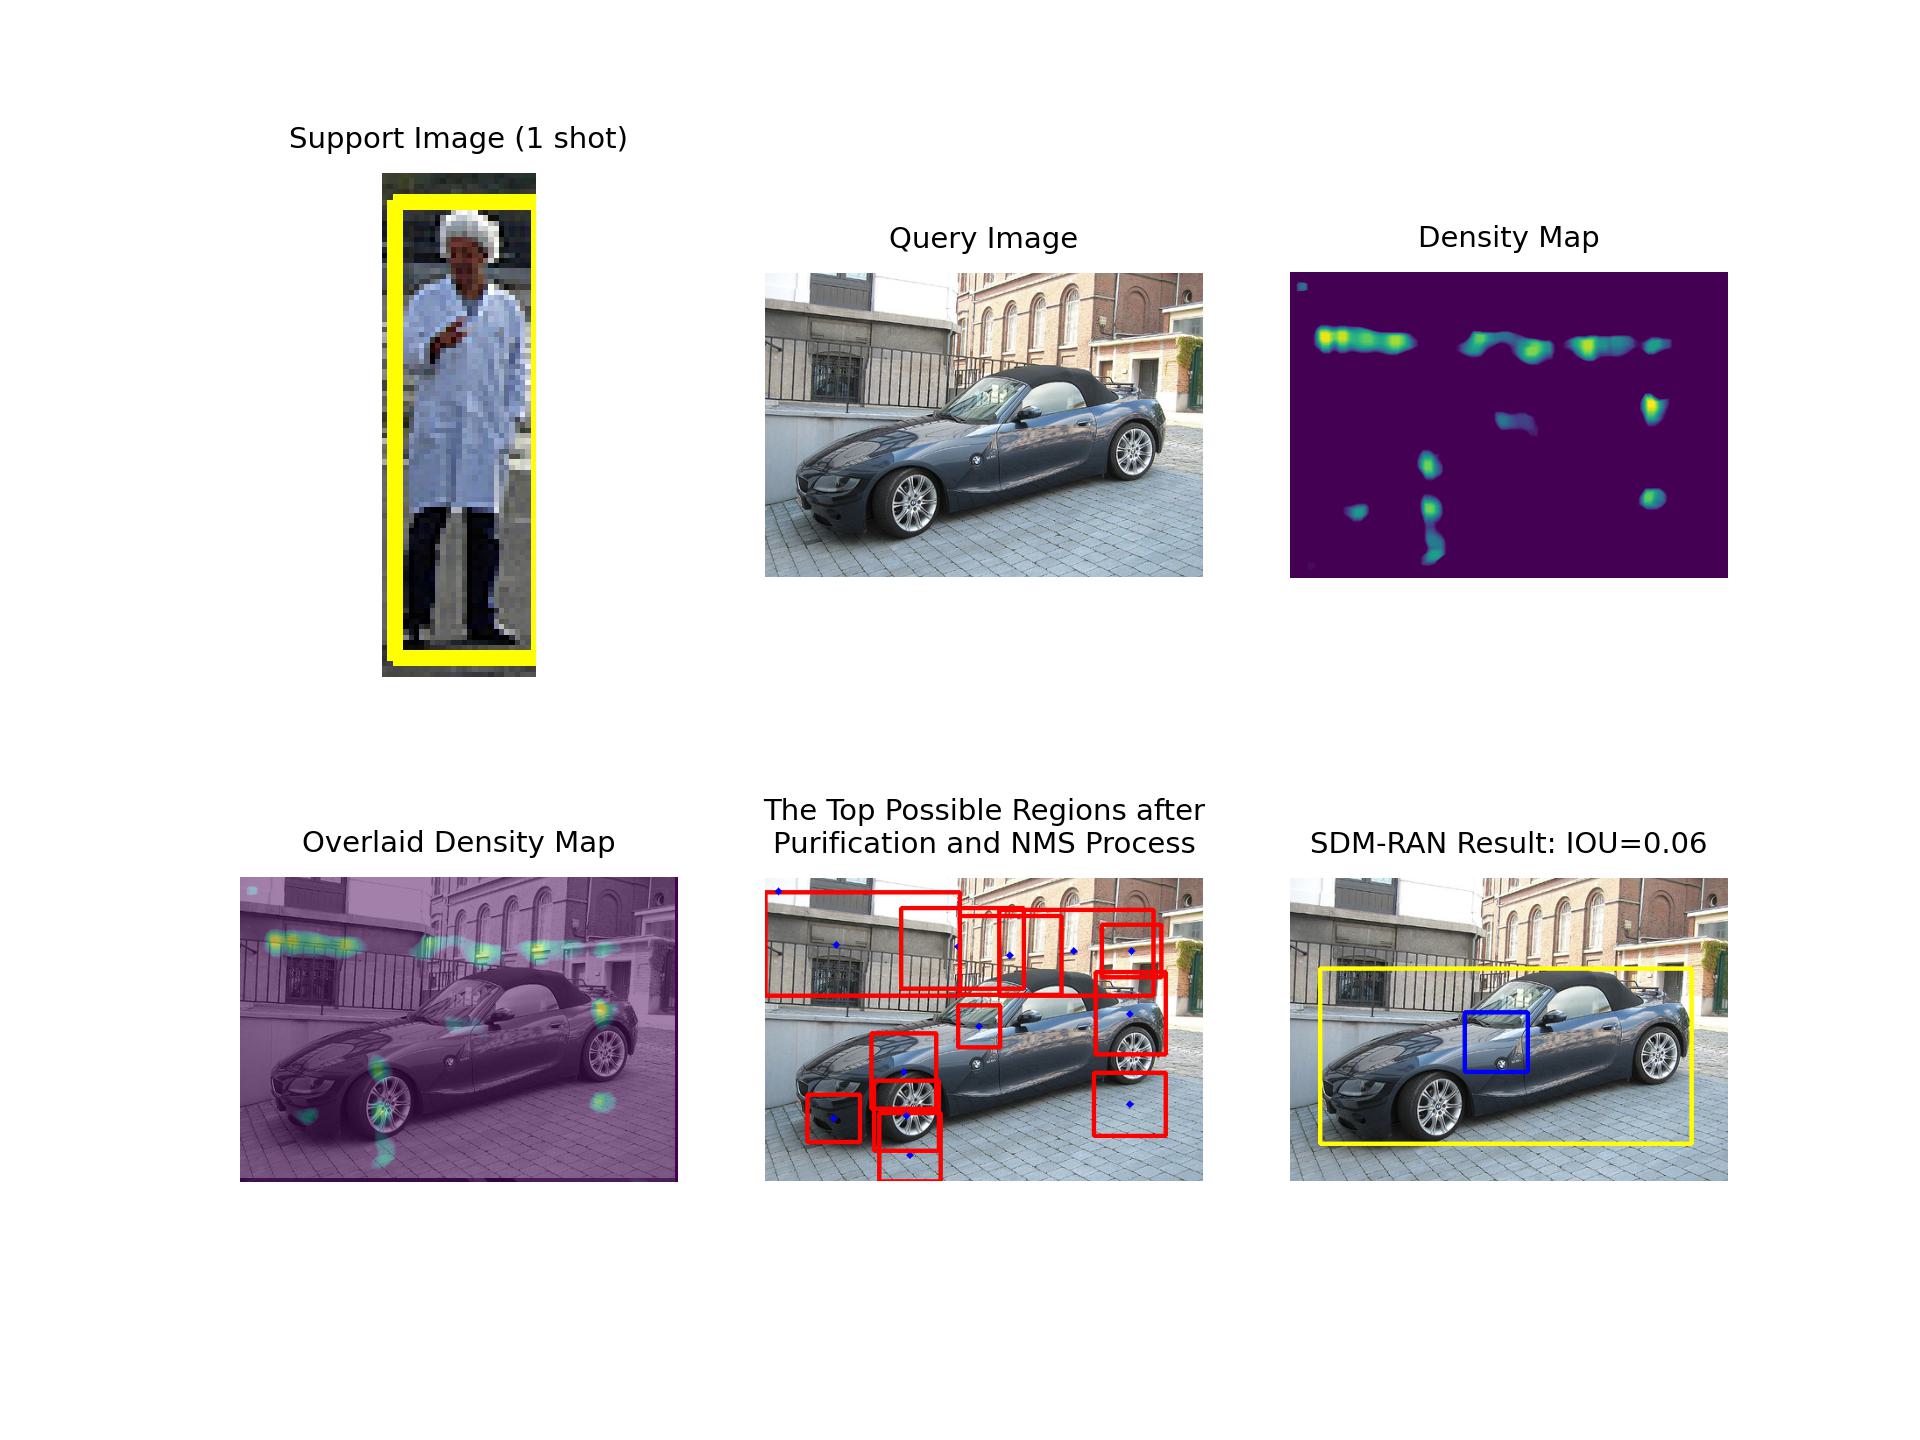 Support Image (1 shot)
Query Image
Density Map
Overlaid Density Map
The Top Possible Regions after
Purification and NMS Process
SDM-RAN Result: IOU=0.06